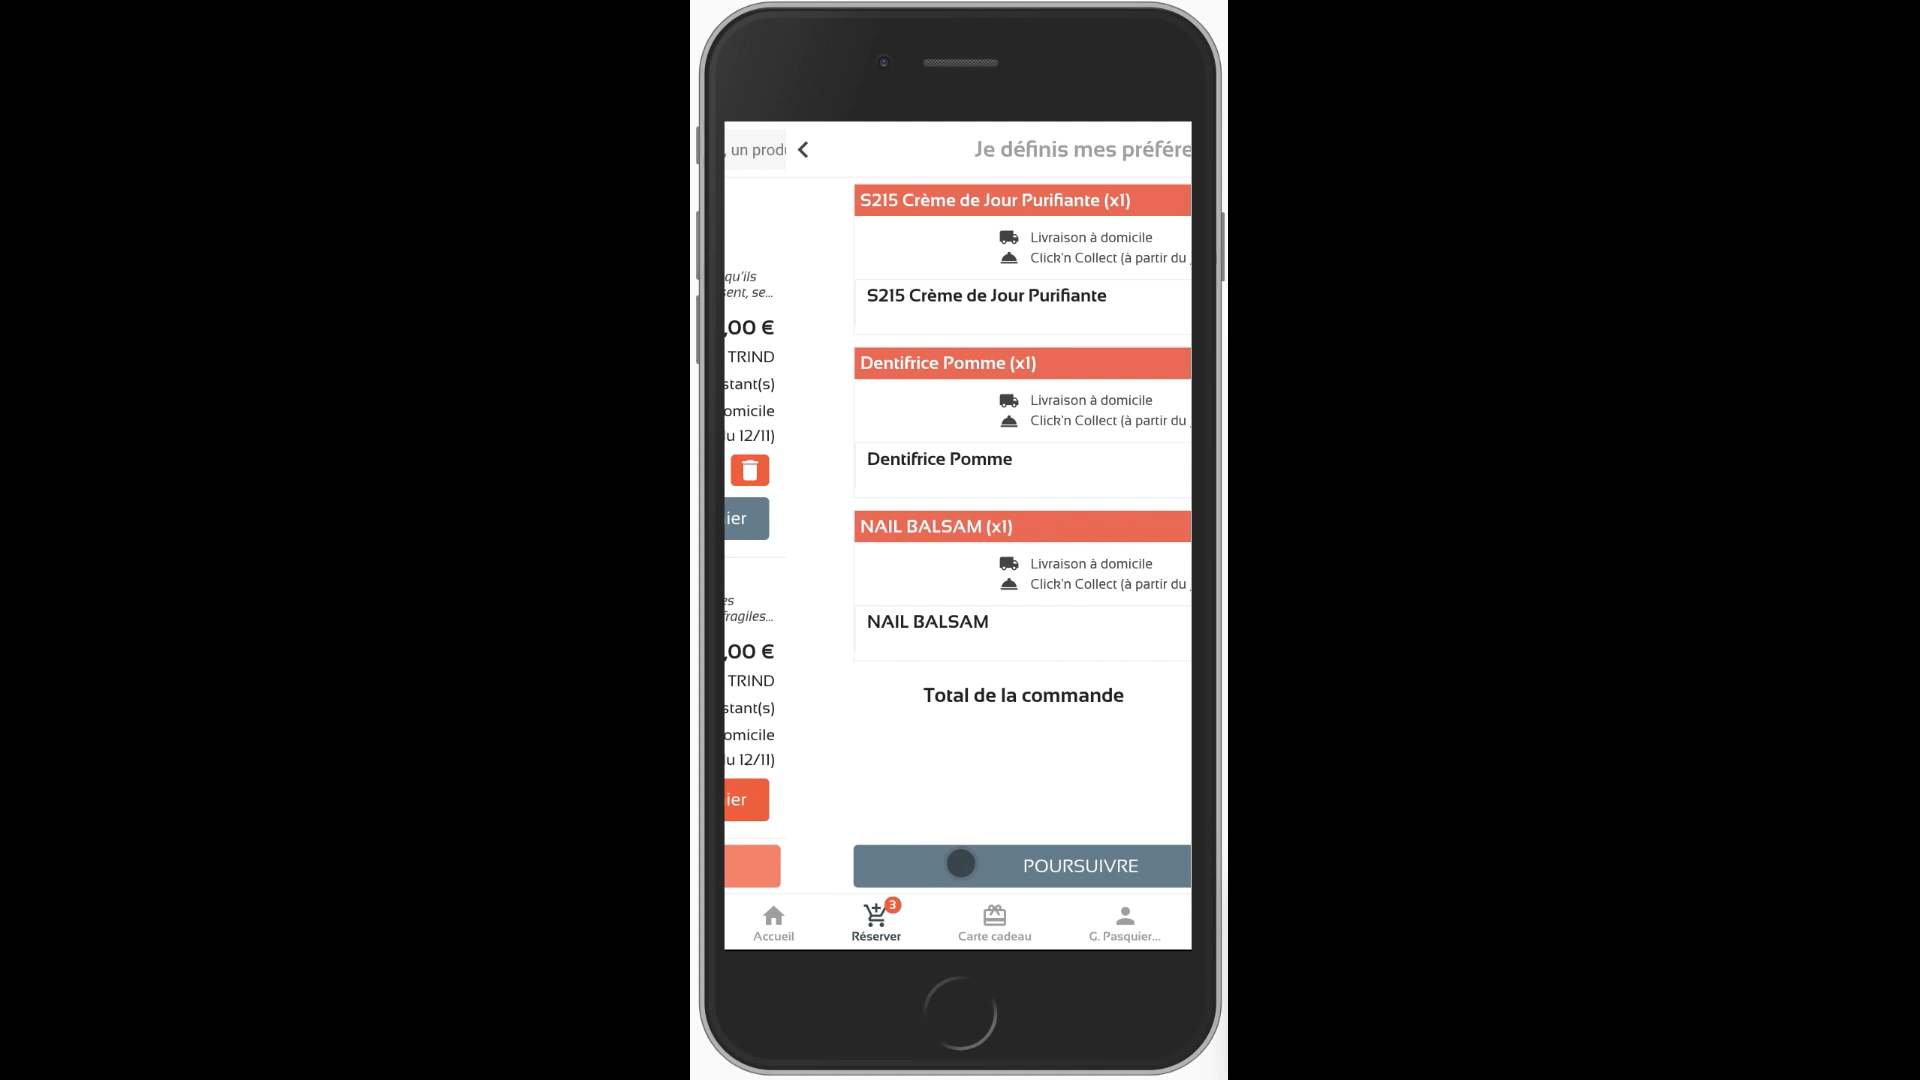 , un produ
Je définis mes préfére
S215 Crème de Jour Purifiante (x1)
Livraison à domicile
Click'n Collect (à partir du
S215 Crème de Jour Purifiante
Dentifrice Pomme (x1)
Livraison à domicile
Click'n Collect (à partir du
Dentifrice Pomme
NAIL BALSAM (x1)
Livraison à domicile
Click'n Collect (à partir du
NAIL BALSAM
Total de la commande
POURSUIVRE
qu'ils
sent, se...
,00 €
TRIND
stant(s)
omicile
u 12/11)
ier
es
fragiles...
,00 €
TRIND
stant(s)
omicile
u 12/11)
ier
3
Accueil
Réserver
Carte cadeau
G. Pasquier...